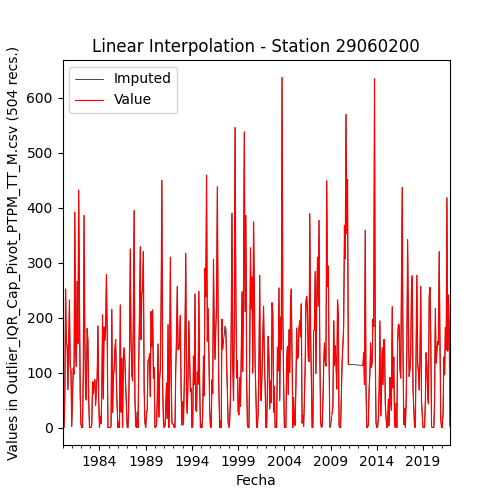 Linear Interpolation - Station 29060200
Values in Outlier_IQR_Cap_Pivot_PTPM_TT_M.csv (504 recs.)
Imputed
Value
600
500
400
300
200
100
0
1984 1989 1994 1999 2004 2009 2014 2019
Fecha